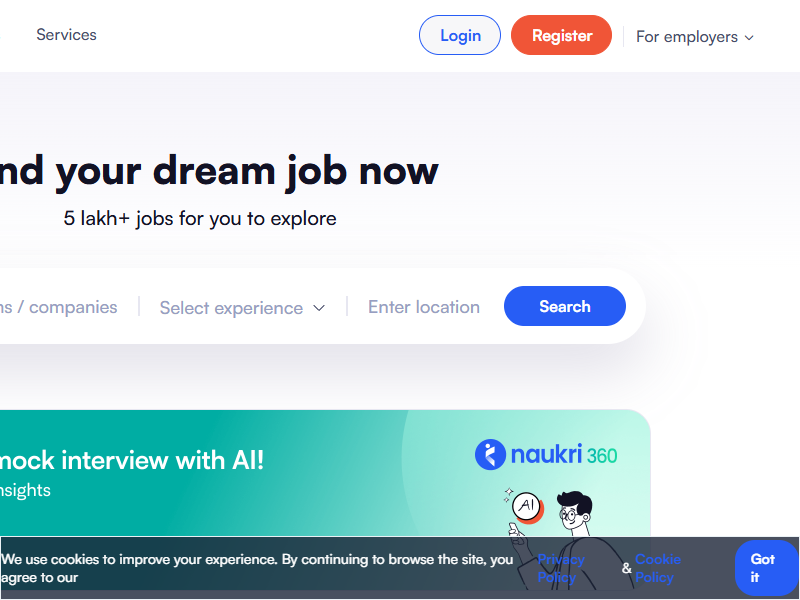 Services
Login
Register
For employers
nd your dream job now
5 lakh+ jobs for you to explore
ns / companies
Select experience
Enter location
Search
mock interview with AI!
nsights
naukri 360
AI
We use cookies to improve your experience. By continuing to browse the site, you
agree to our
Privacy
Policy
&
Cookie
Policy
Got
it